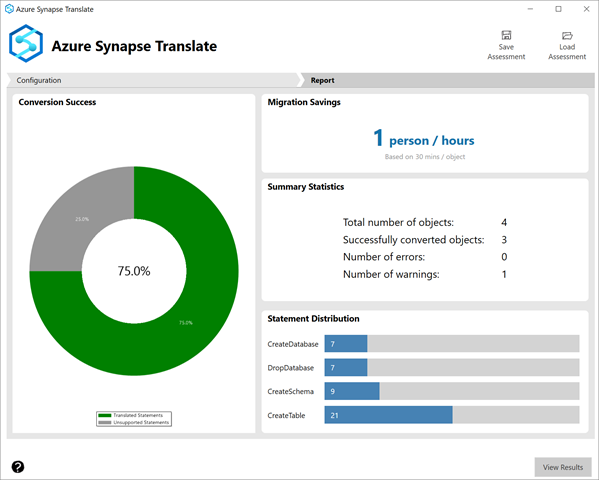 Azure Synapse Translate
Azure Synapse Translate
Save
Assessment
Load
Assessment
Configuration
Report
Conversion Success
25.0%
75.0%
75.0%
Translated Statements
Unsupported Statements
Migration Savings
1 person / hours
Based on 30 mins / object
Summary Statistics
Total number of objects: 4
Successfully converted objects: 3
Number of errors: 0
Number of warnings: 1
Statement Distribution
CreateDatabase 7
DropDatabase 7
CreateSchema 9
CreateTable 21
?
View Results